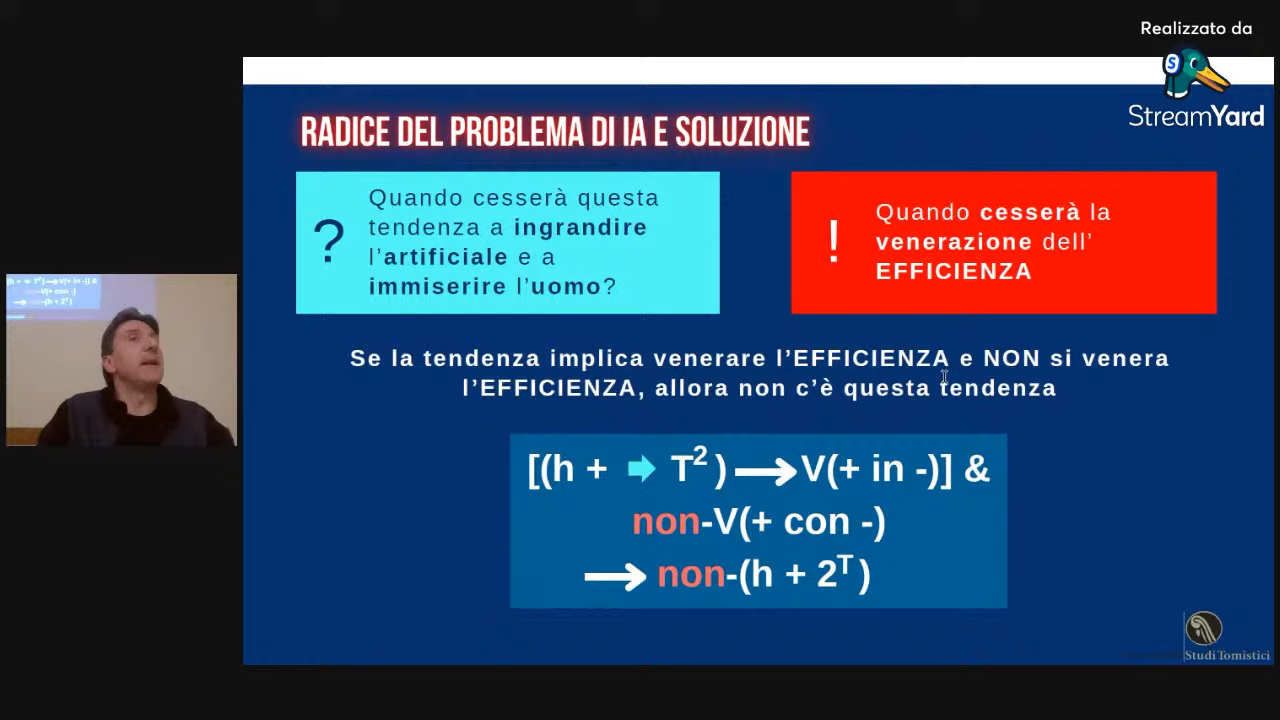 Realizzato da
StreamYard
RADICE DEL PROBLEMA DI IA E SOLUZIONE
?
Quando cesserà questa
tendenza a ingrandire
l'artificiale e a
immiserire l'uomo?
!
Quando cesserà la
venerazione dell'
EFFICIENZA
Se la tendenza implica venerare l'EFFICIENZA e NON si venera
l'EFFICIENZA, allora non c'è questa tendenza
[(h + ➡ T² ) ⟶ V(+ in -)] &
non-V(+ con -)
⟶ non-(h + 2ᵀ )
Studi Tomistici